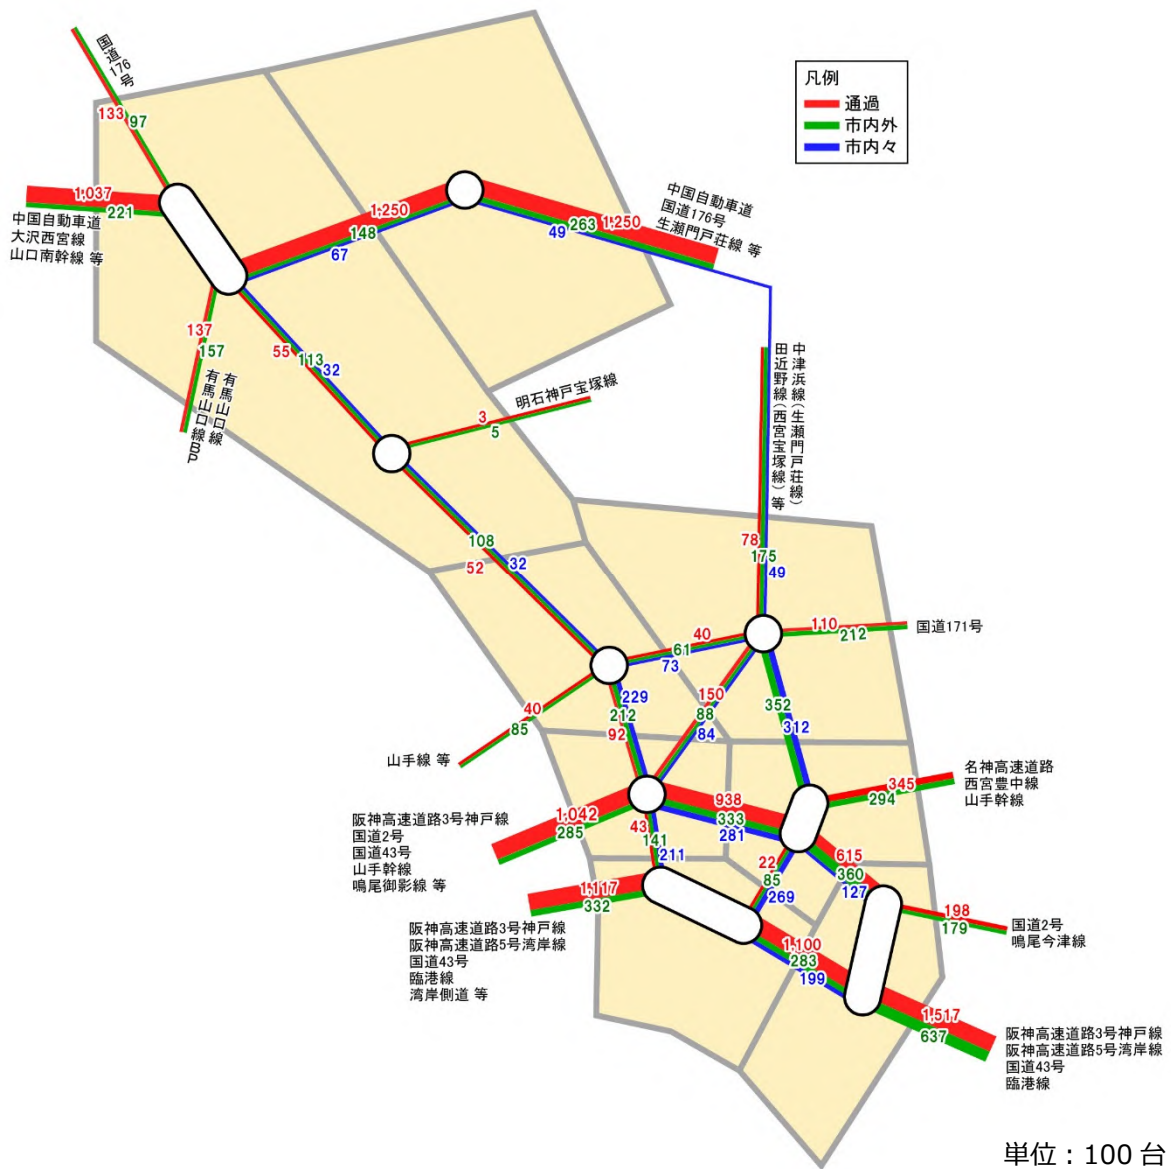 国道176号
凡例
通過
市内外
市内々
133
97
1,037
221
中国自動車道
大沢西宮線
山口南幹線 等
1,250
148
67
中国自動車道
国道176号
生瀬門戸荘線 等
49
263
1,250
137
157
有馬山口線
有馬山口線BP
55
113
32
明石神戸宝塚線
3
5
中津浜線(生瀬門戸荘線)
田近野線(西宮宝塚線) 等
108
32
52
78
175
49
110
212
国道171号
40
61
73
40
85
山手線 等
229
212
92
150
88
84
352
312
名神高速道路
西宮豊中線
山手幹線
345
294
阪神高速道路3号神戸線
国道2号
国道43号
山手幹線
鳴尾御影線 等
1,042
285
938
333
281
43
141
211
22
85
269
615
360
127
1,117
332
阪神高速道路3号神戸線
阪神高速道路5号湾岸線
国道43号
臨港線
湾岸側道 等
198
179
国道2号
鳴尾今津線
1,100
283
199
1,517
637
阪神高速道路3号神戸線
阪神高速道路5号湾岸線
国道43号
臨港線
単位：100 台